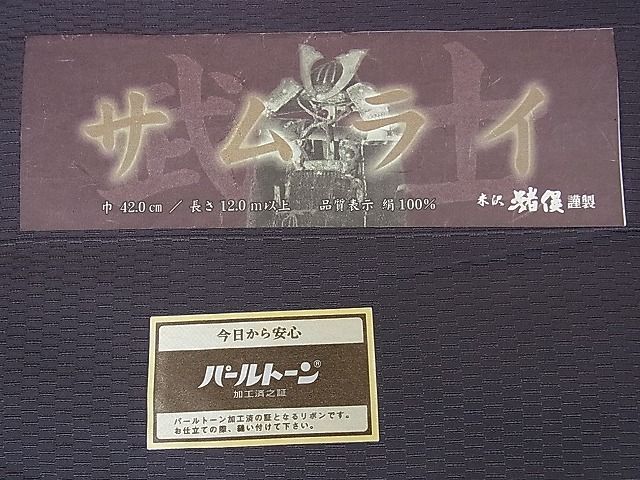 武士
サムライ
巾 42.0㎝ / 長さ 12.0m以上 品質表示 絹100%
米沢 猪俣 謹製
今日から安心
パールトーン®
加工済之証
パールトーン加工済の証となるリボンです。
お仕立ての際、縫い付けて下さい。